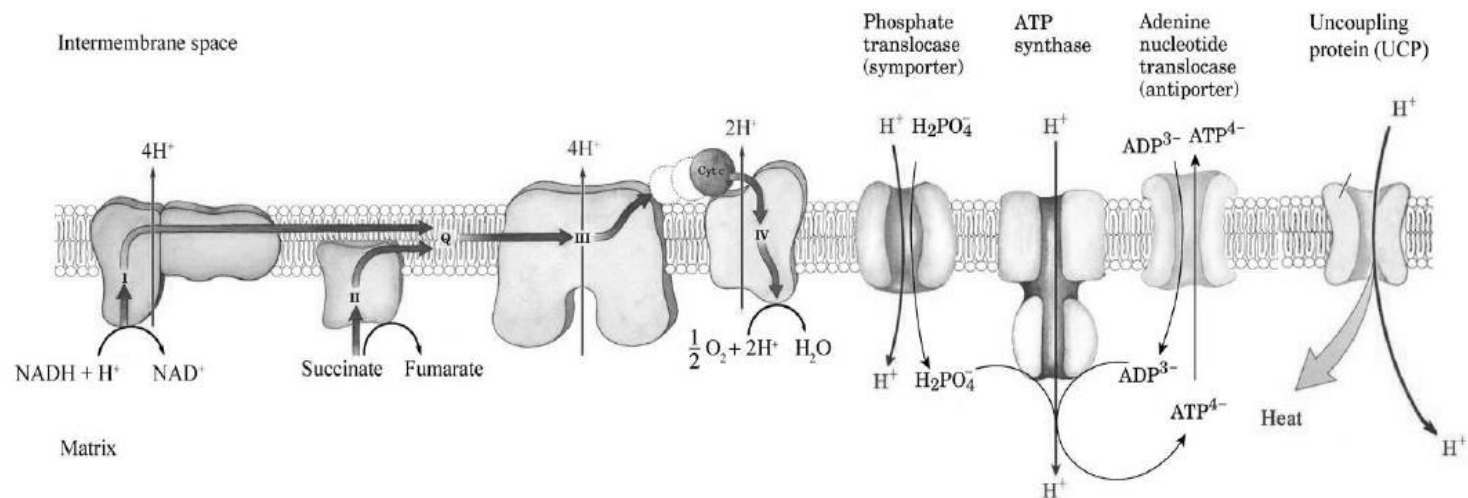 Intermembrane space
Phosphate
translocase
(symporter)
ATP
synthase
Adenine
nucleotide
translocase
(antiporter)
Uncoupling
protein (UCP)
4H⁺
4H⁺
2H⁺
Cyt c
H⁺ H₂PO₄⁻
H⁺
ADP³⁻ ATP⁴⁻
H⁺
I
II
Q
III
IV
NADH + H⁺ NAD⁺
Succinate Fumarate
1/2 O₂ + 2H⁺ H₂O
H⁺ H₂PO₄⁻
ADP³⁻
ATP⁴⁻
Heat
H⁺
H⁺
Matrix